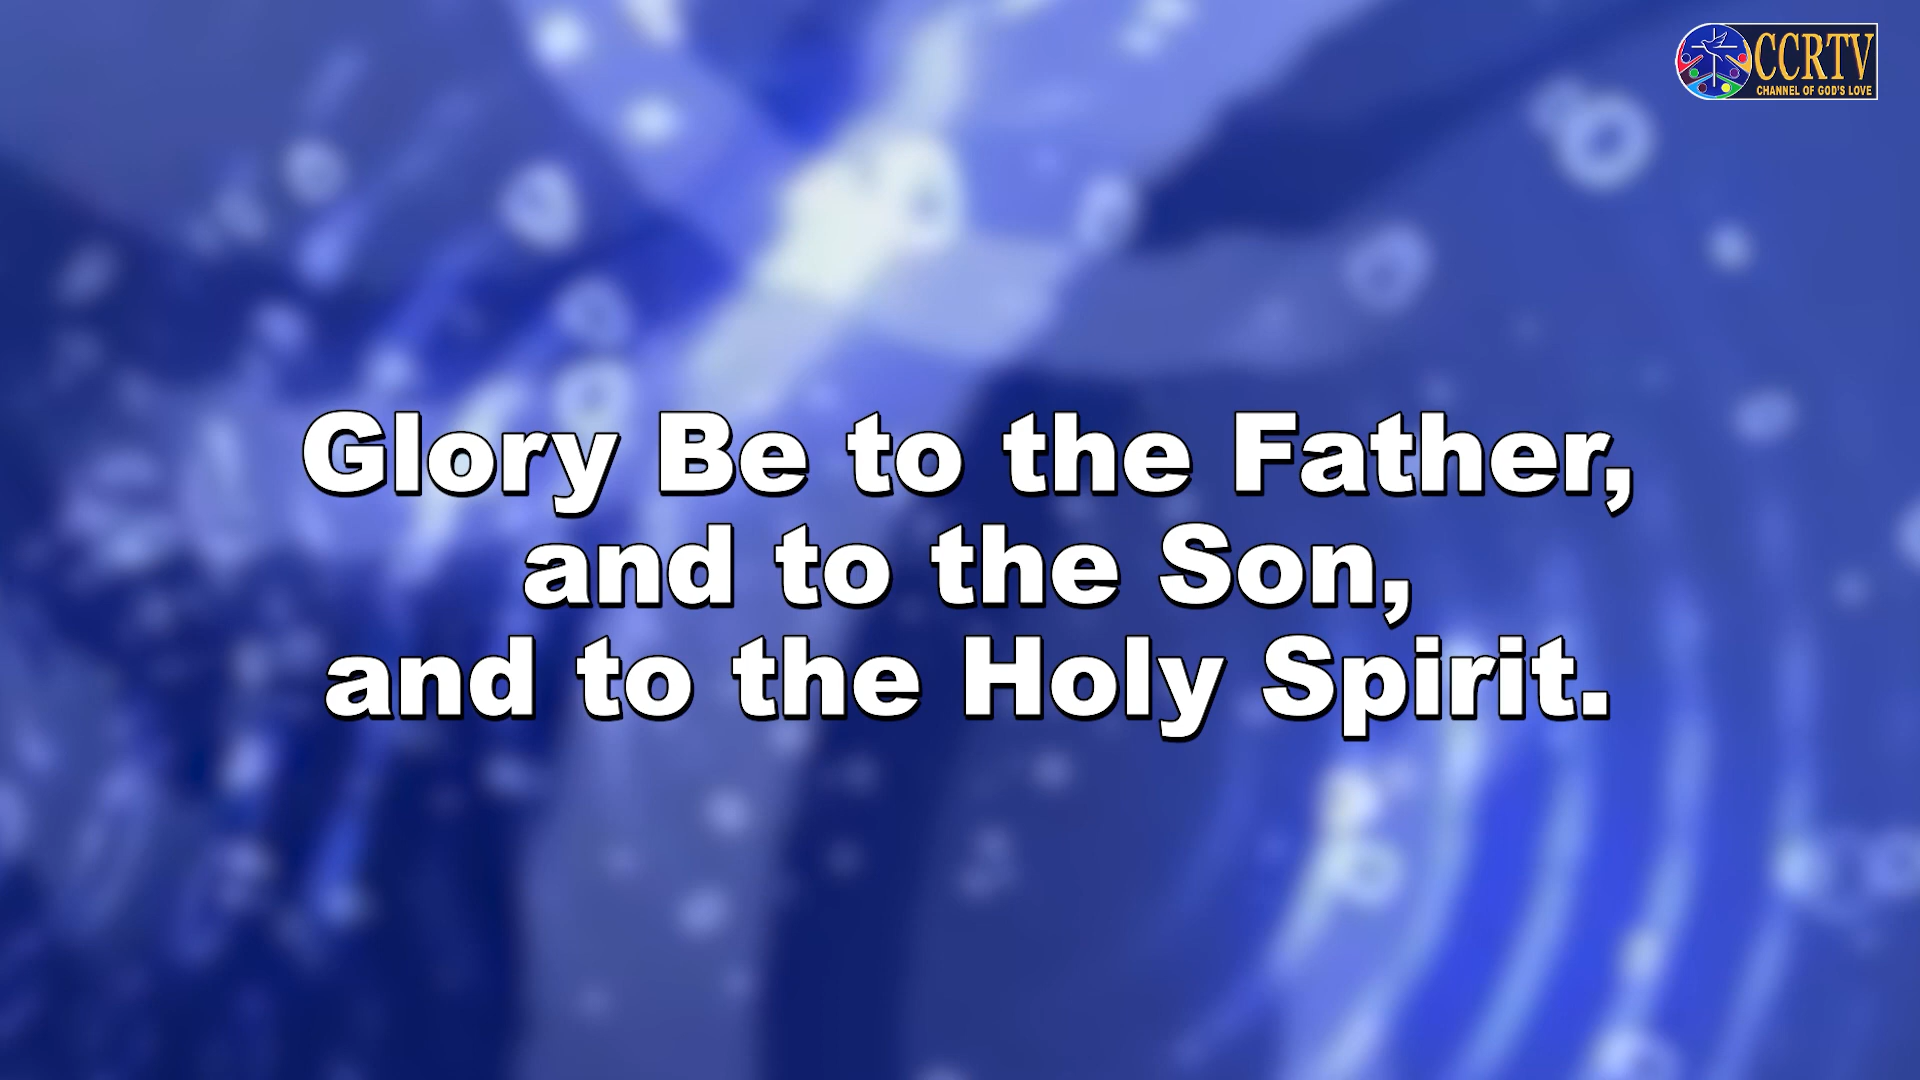 CCRTV
CHANNEL OF GOD'S LOVE
Glory Be to the Father,
and to the Son,
and to the Holy Spirit.